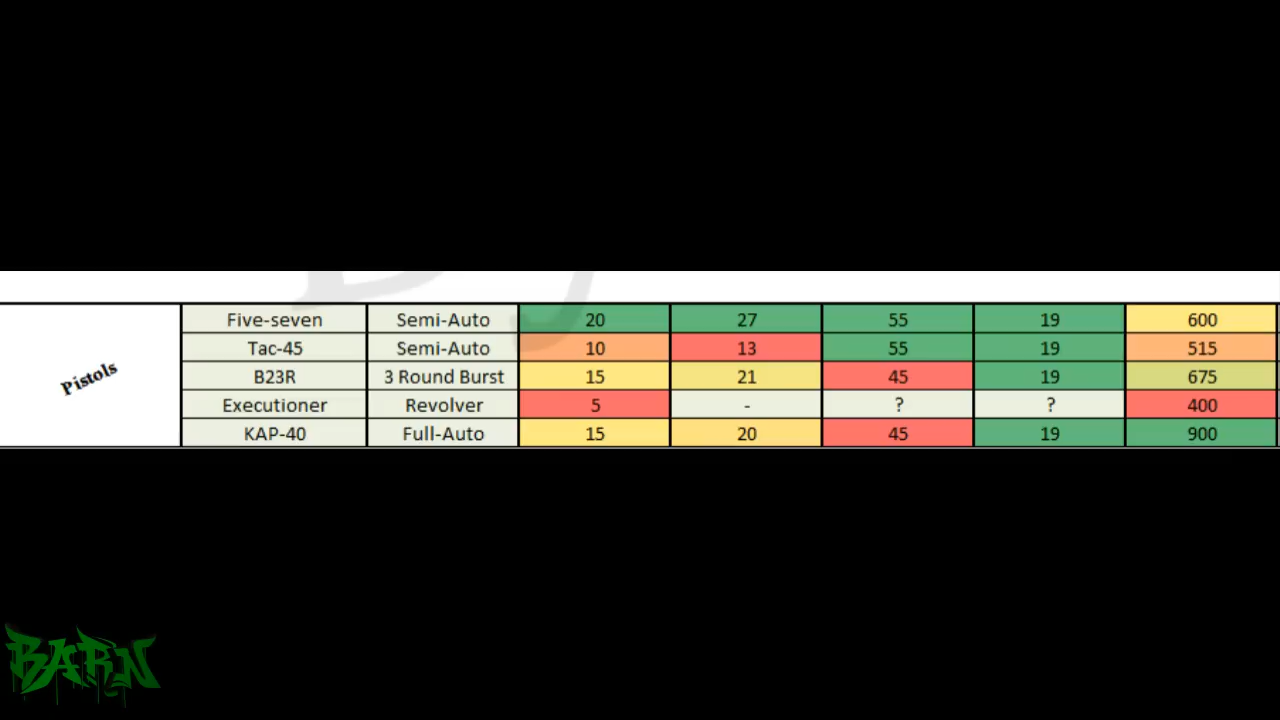 Pistols
Five-seven Semi-Auto 20 27 55 19 600
Tac-45 Semi-Auto 10 13 55 19 515
B23R 3 Round Burst 15 21 45 19 675
Executioner Revolver 5 - ? ? 400
KAP-40 Full-Auto 15 20 45 19 900
BARN